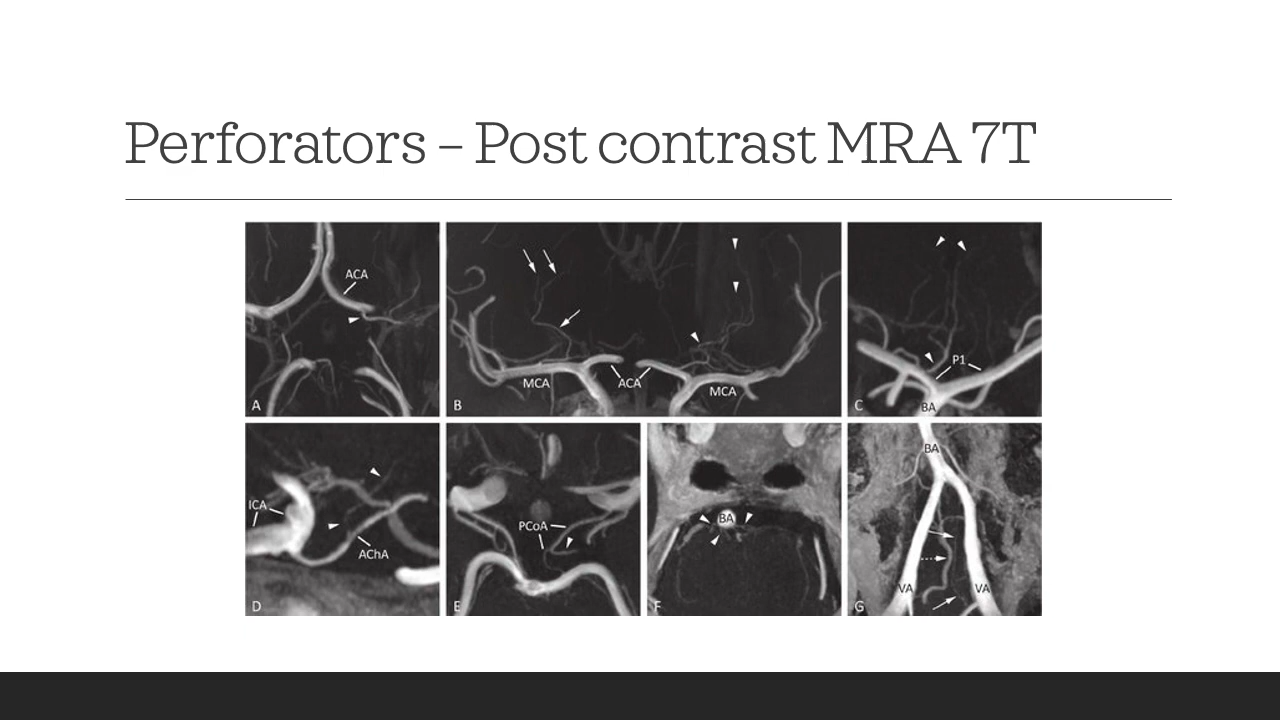 Perforators – Post contrast MRA 7T
ACA
A
MCA
ACA
MCA
B
P1
BA
C
ICA
AChA
D
PCoA
E
BA
F
BA
VA
VA
G